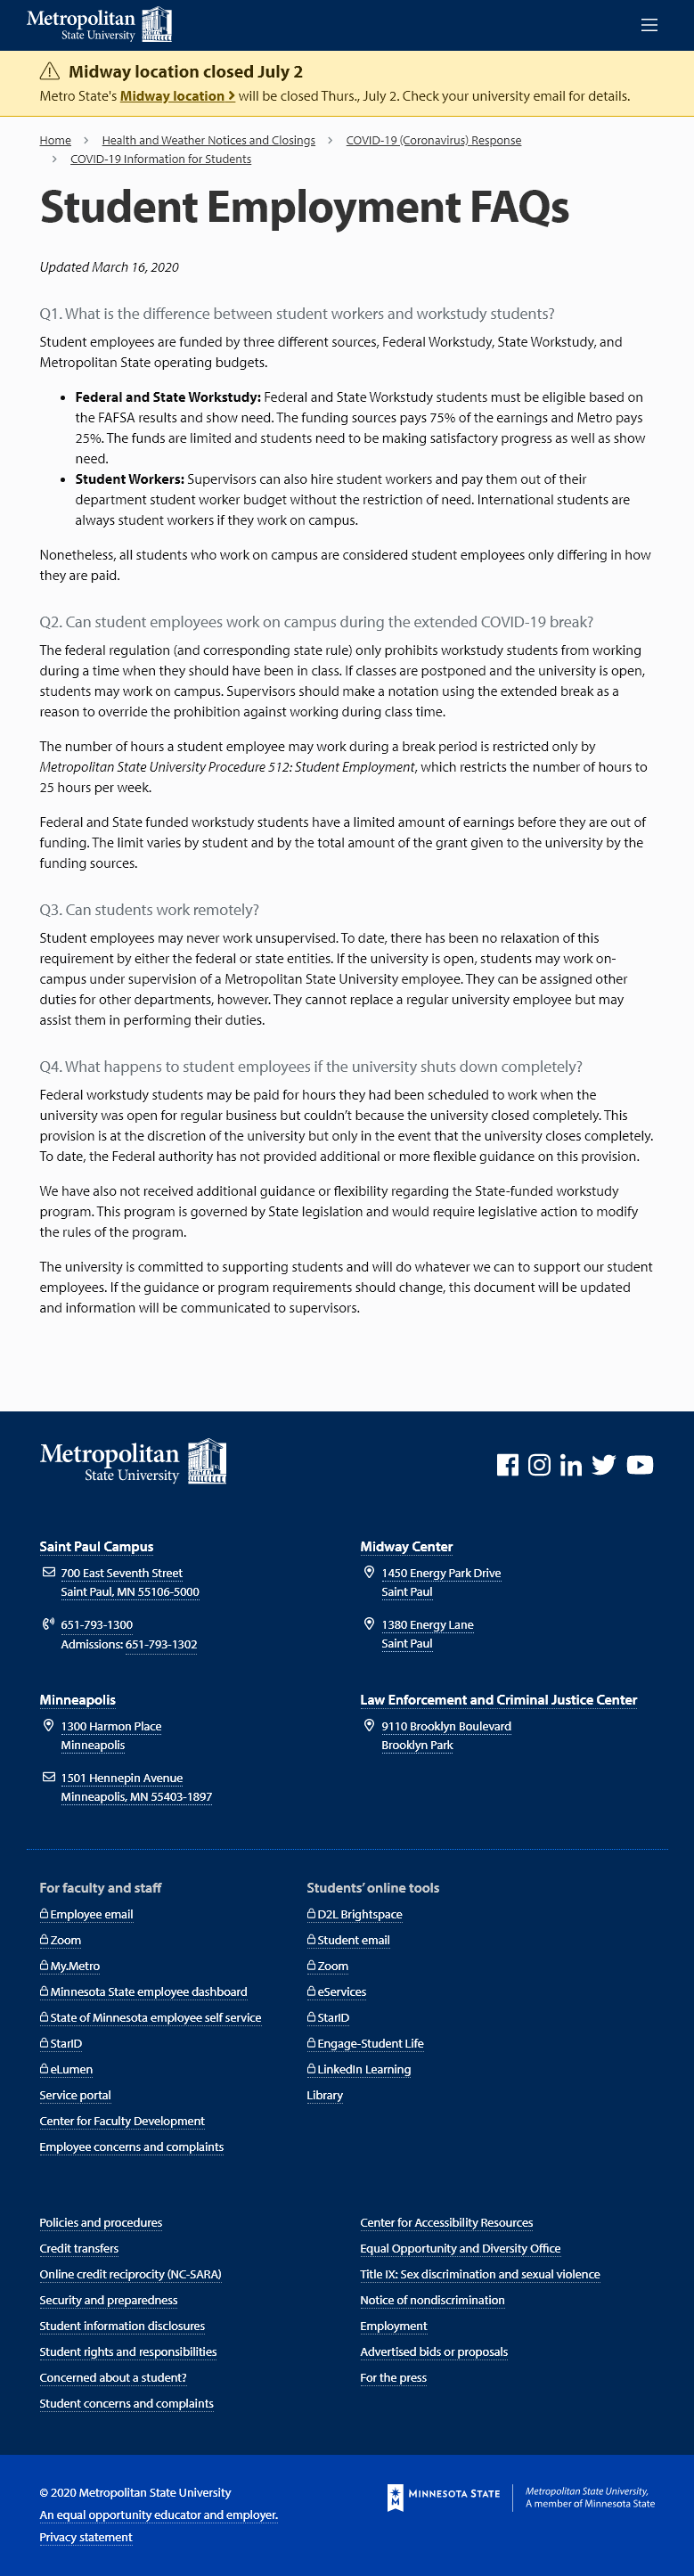 Metropolitan
State University
Midway location closed July 2
Metro State's Midway location will be closed Thurs., July 2. Check your university email for details.
Home > Health and Weather Notices and Closings > COVID-19 (Coronavirus) Response
> COVID-19 Information for Students
Student Employment FAQs
Updated March 16, 2020
Q1. What is the difference between student workers and workstudy students?
Student employees are funded by three different sources, Federal Workstudy, State Workstudy, and
Metropolitan State operating budgets.
• Federal and State Workstudy: Federal and State Workstudy students must be eligible based on
the FAFSA results and show need. The funding sources pays 75% of the earnings and Metro pays
25%. The funds are limited and students need to be making satisfactory progress as well as show
need.
• Student Workers: Supervisors can also hire student workers and pay them out of their
department student worker budget without the restriction of need. International students are
always student workers if they work on campus.
Nonetheless, all students who work on campus are considered student employees only differing in how
they are paid.
Q2. Can student employees work on campus during the extended COVID-19 break?
The federal regulation (and corresponding state rule) only prohibits workstudy students from working
during a time when they should have been in class. If classes are postponed and the university is open,
students may work on campus. Supervisors should make a notation using the extended break as a
reason to override the prohibition against working during class time.
The number of hours a student employee may work during a break period is restricted only by
Metropolitan State University Procedure 512: Student Employment, which restricts the number of hours to
25 hours per week.
Federal and State funded workstudy students have a limited amount of earnings before they are out of
funding. The limit varies by student and by the total amount of the grant given to the university by the
funding sources.
Q3. Can students work remotely?
Student employees may never work unsupervised. To date, there has been no relaxation of this
requirement by either the federal or state entities. If the university is open, students may work on-
campus under supervision of a Metropolitan State University employee. They can be assigned other
duties for other departments, however. They cannot replace a regular university employee but may
assist them in performing their duties.
Q4. What happens to student employees if the university shuts down completely?
Federal workstudy students may be paid for hours they had been scheduled to work when the
university was open for regular business but couldn’t because the university closed completely. This
provision is at the discretion of the university but only in the event that the university closes completely.
To date, the Federal authority has not provided additional or more flexible guidance on this provision.
We have also not received additional guidance or flexibility regarding the State-funded workstudy
program. This program is governed by State legislation and would require legislative action to modify
the rules of the program.
The university is committed to supporting students and will do whatever we can to support our student
employees. If the guidance or program requirements should change, this document will be updated
and information will be communicated to supervisors.
Metropolitan
State University
Saint Paul Campus
700 East Seventh Street
Saint Paul, MN 55106-5000
651-793-1300
Admissions: 651-793-1302
Midway Center
1450 Energy Park Drive
Saint Paul
1380 Energy Lane
Saint Paul
Minneapolis
1300 Harmon Place
Minneapolis
1501 Hennepin Avenue
Minneapolis, MN 55403-1897
Law Enforcement and Criminal Justice Center
9110 Brooklyn Boulevard
Brooklyn Park
For faculty and staff
Employee email
Zoom
My.Metro
Minnesota State employee dashboard
State of Minnesota employee self service
StarID
eLumen
Service portal
Center for Faculty Development
Employee concerns and complaints
Students’ online tools
D2L Brightspace
Student email
Zoom
eServices
StarID
Engage-Student Life
LinkedIn Learning
Library
Policies and procedures
Credit transfers
Online credit reciprocity (NC-SARA)
Security and preparedness
Student information disclosures
Student rights and responsibilities
Concerned about a student?
Student concerns and complaints
Center for Accessibility Resources
Equal Opportunity and Diversity Office
Title IX: Sex discrimination and sexual violence
Notice of nondiscrimination
Employment
Advertised bids or proposals
For the press
© 2020 Metropolitan State University
An equal opportunity educator and employer.
Privacy statement
MINNESOTA STATE
Metropolitan State University,
A member of Minnesota State